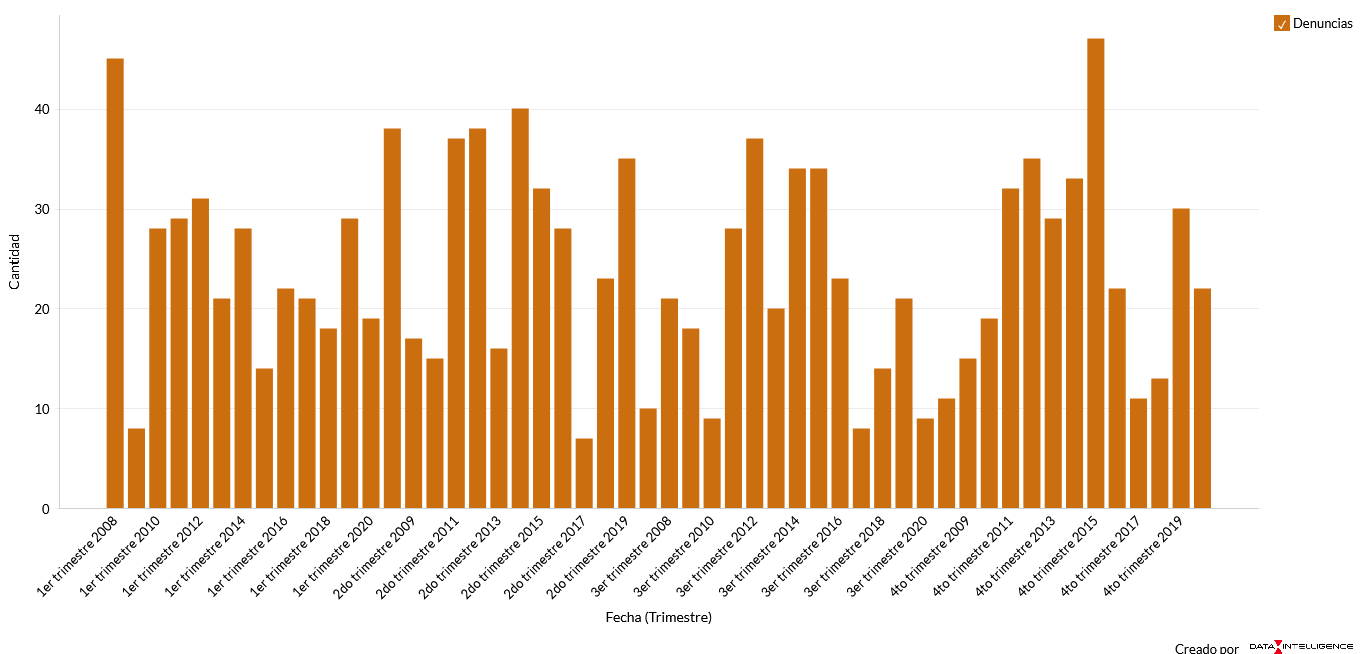 ✓ Denuncias
40
30
20
10
0
Cantidad
1er trimestre 2008
1er trimestre 2010
1er trimestre 2012
1er trimestre 2014
1er trimestre 2016
1er trimestre 2018
1er trimestre 2020
2do trimestre 2009
2do trimestre 2011
2do trimestre 2013
2do trimestre 2015
2do trimestre 2017
2do trimestre 2019
3er trimestre 2008
3er trimestre 2010
3er trimestre 2012
3er trimestre 2014
3er trimestre 2016
3er trimestre 2018
3er trimestre 2020
4to trimestre 2009
4to trimestre 2011
4to trimestre 2013
4to trimestre 2015
4to trimestre 2017
4to trimestre 2019
Fecha (Trimestre)
Creado por DATA INTELLIGENCE